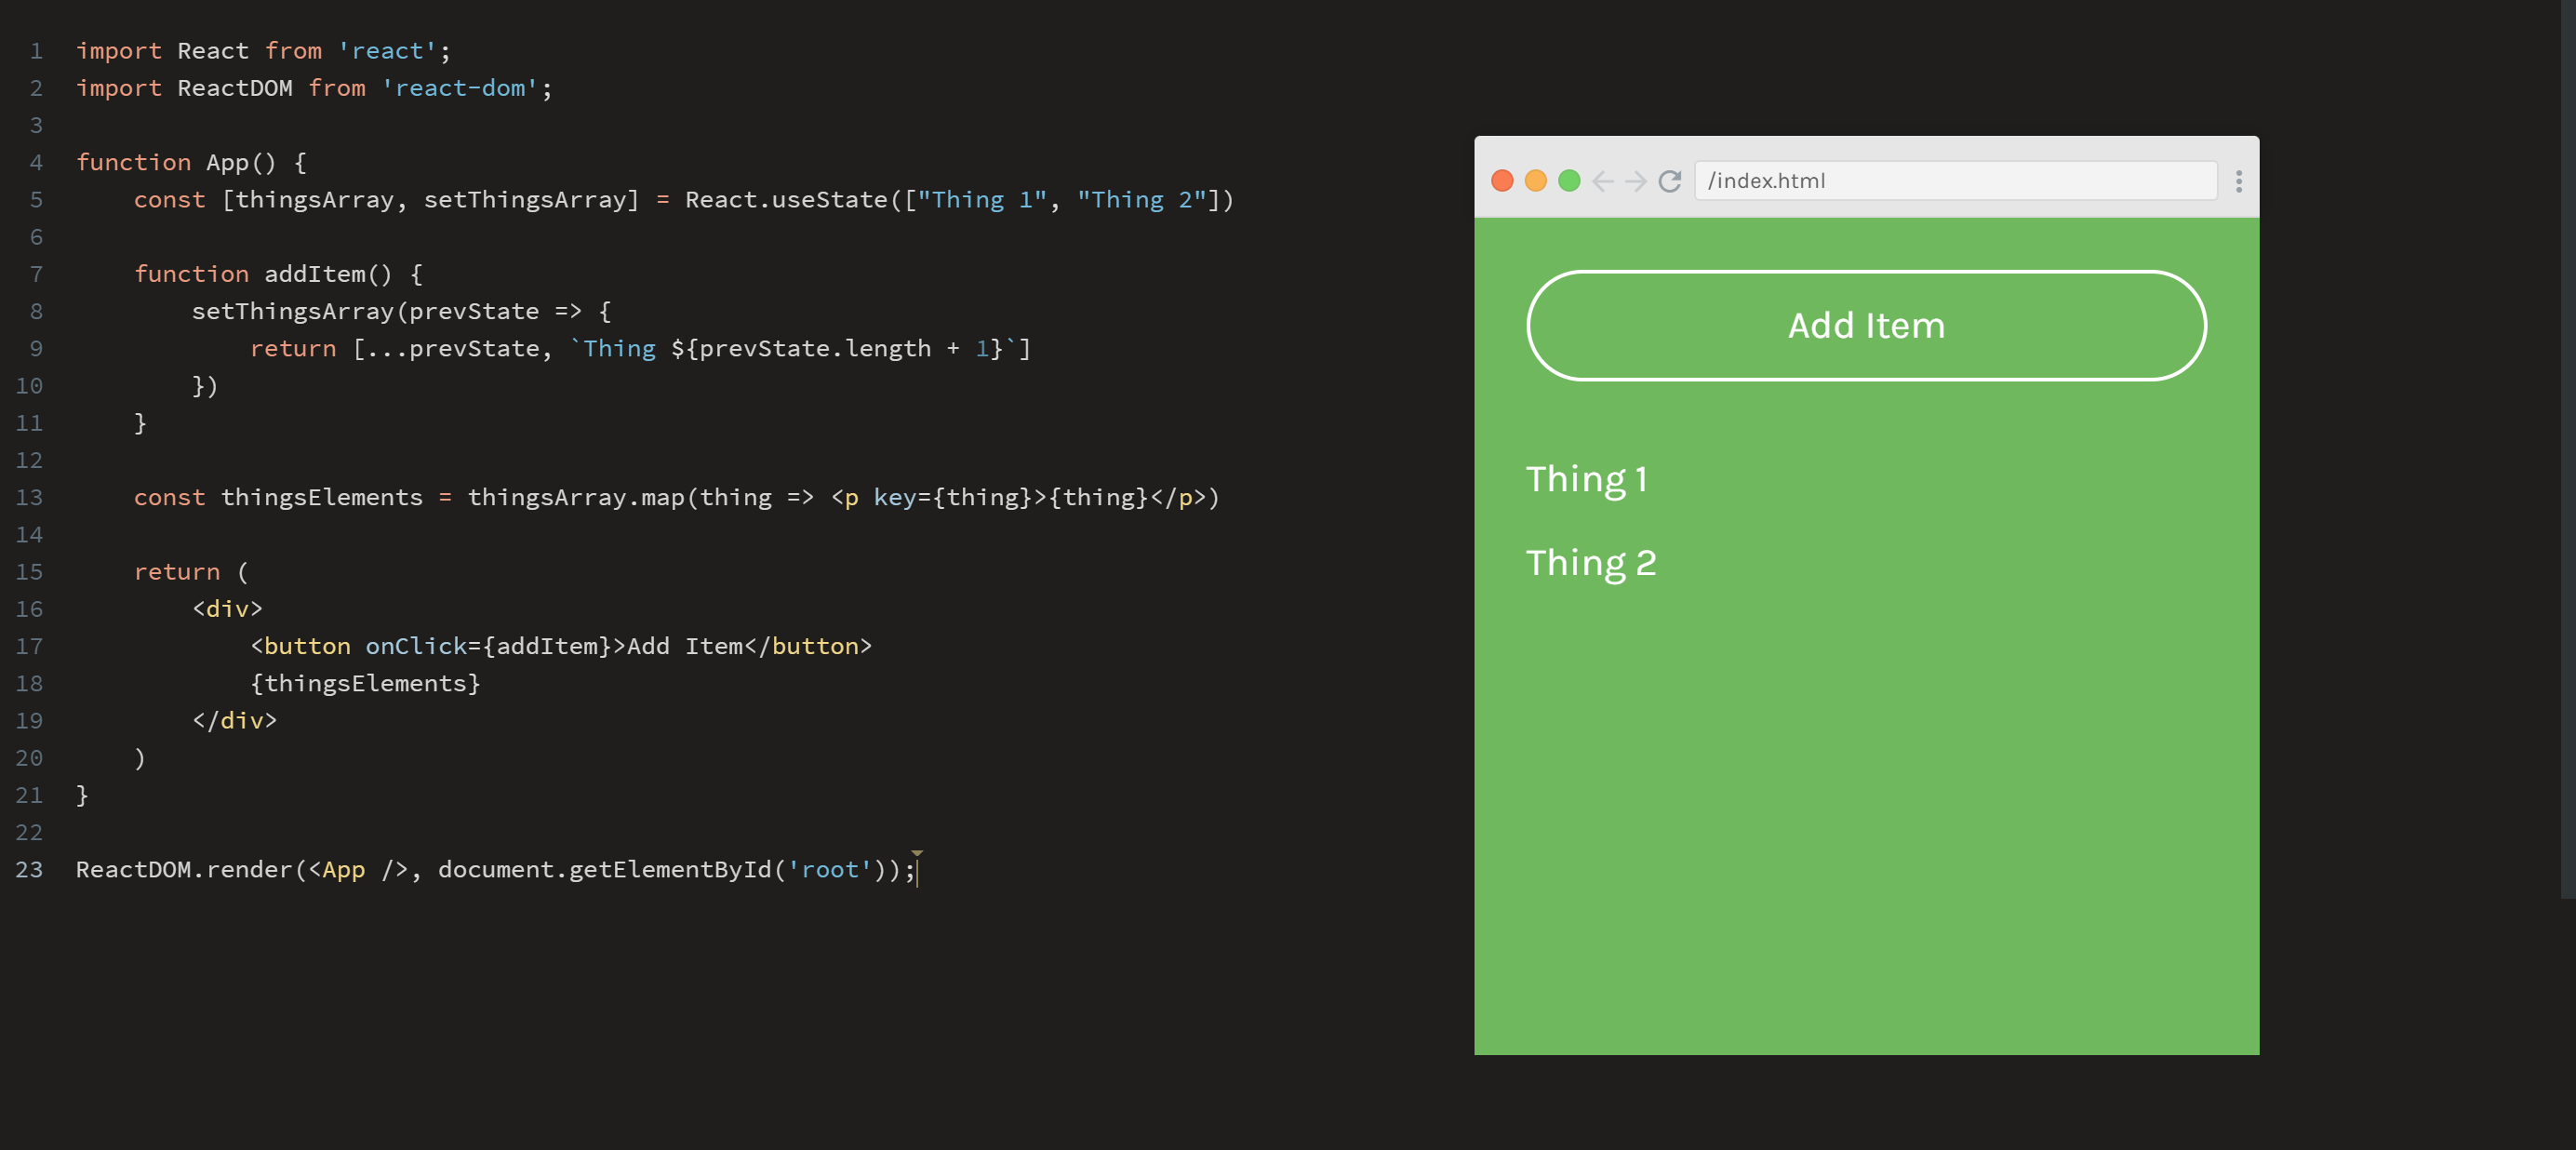 1 import React from 'react';
2 import ReactDOM from 'react-dom';
3
4 function App() {
5     const [thingsArray, setThingsArray] = React.useState(["Thing 1", "Thing 2"])
6
7     function addItem() {
8         setThingsArray(prevState => {
9             return [...prevState, `Thing ${prevState.length + 1}`]
10         })
11     }
12
13     const thingsElements = thingsArray.map(thing => <p key={thing}>{thing}</p>)
14
15     return (
16         <div>
17             <button onClick={addItem}>Add Item</button>
18             {thingsElements}
19         </div>
20     )
21 }
22
23 ReactDOM.render(<App />, document.getElementById('root'));
/index.html
Add Item
Thing 1
Thing 2